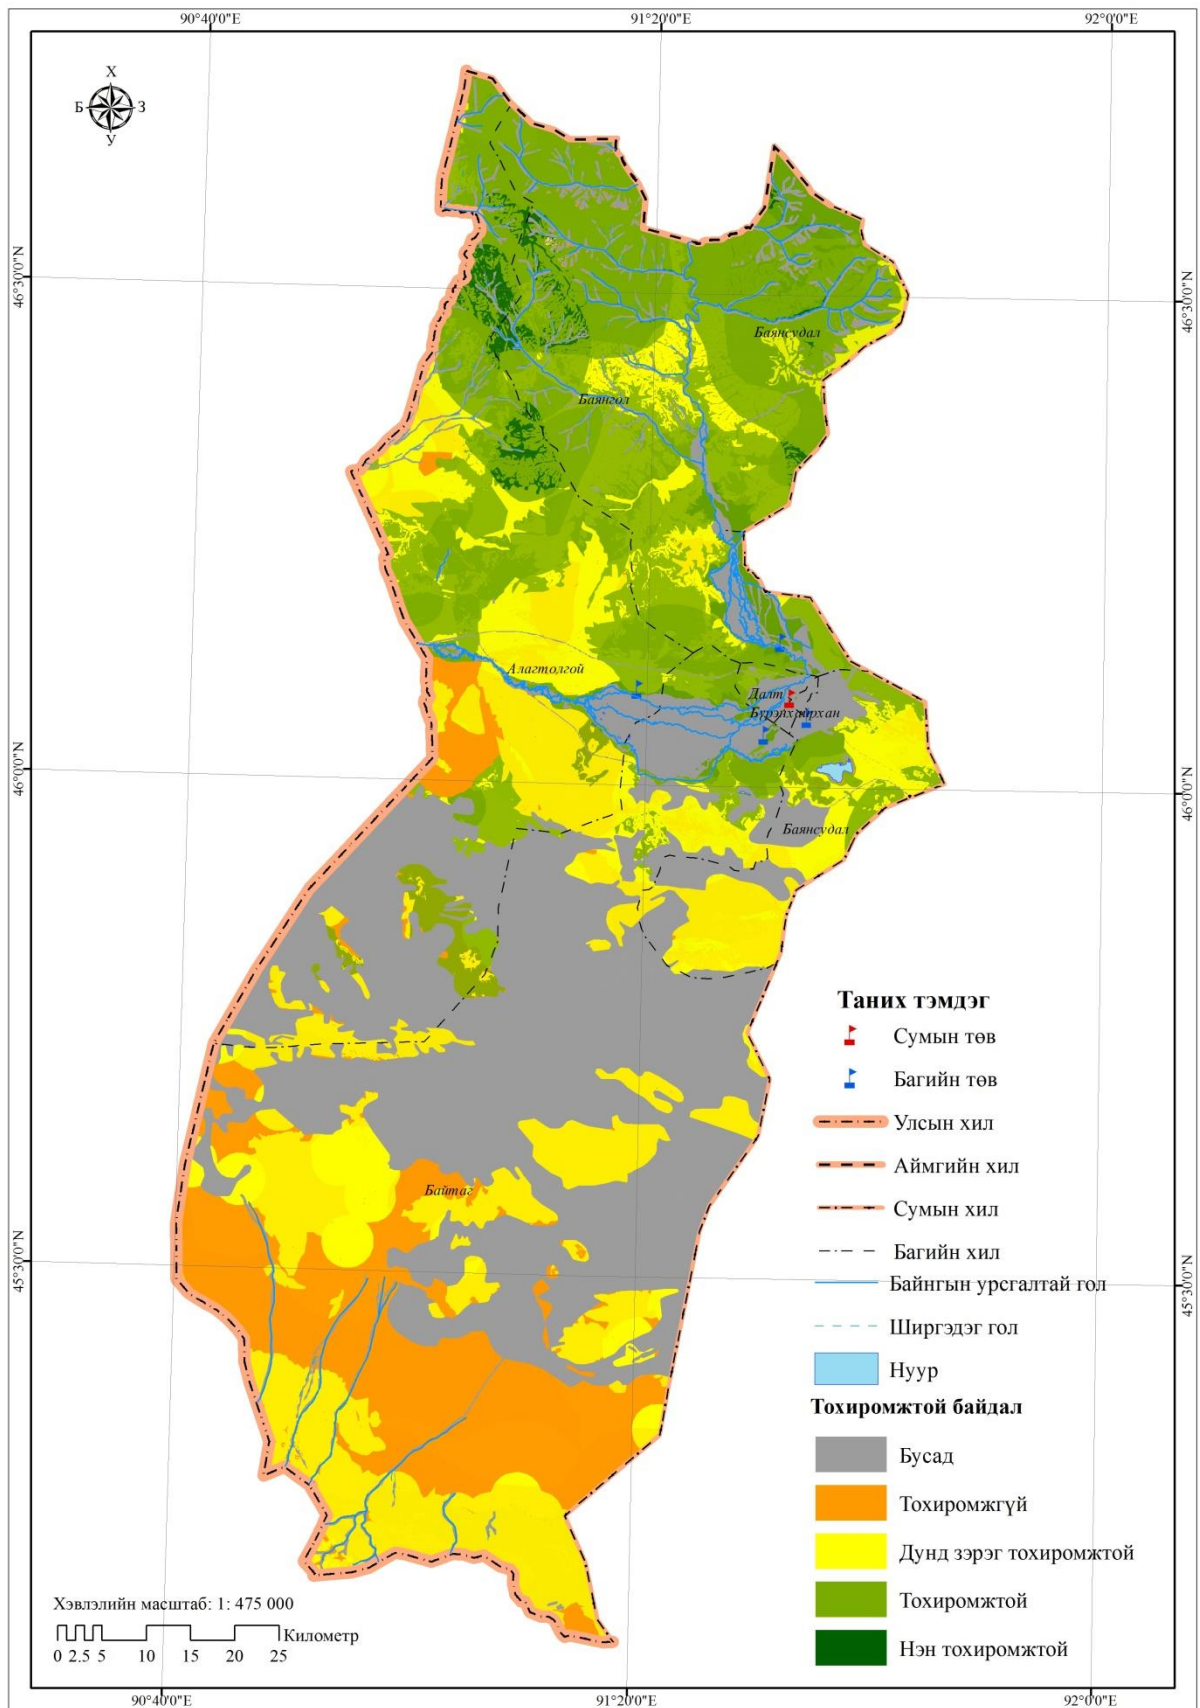 90°40'0"E
91°20'0"E
92°0'0"E
Х
Б
З
У
46°30'0"N
46°30'0"N
Баянсудал
Баянгол
Алагтолгой
Далт
Бүрэнхайрхан
46°0'0"N
46°0'0"N
Баянсудал
Таних тэмдэг
Сумын төв
Багийн төв
Улсын хил
Аймгийн хил
Байтаг
Сумын хил
Багийн хил
45°30'0"N
45°30'0"N
Байнгын урсгалтай гол
Ширгэдэг гол
Нуур
Тохиромжтой байдал
Бусад
Тохиромжгүй
Дунд зэрэг тохиромжтой
Тохиромжтой
Нэн тохиромжтой
Хэвлэлийн масштаб: 1: 475 000
Километр
0 2.5 5 10 15 20 25
90°40'0"E
91°20'0"E
92°0'0"E